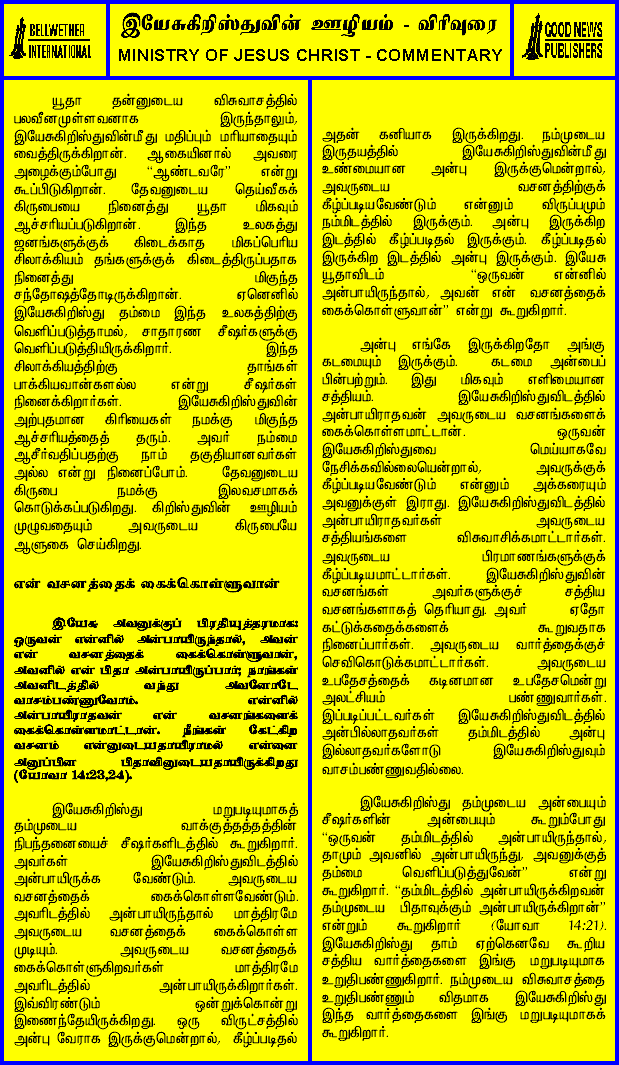 BELLWETHER
INTERNATIONAL
இயேசுகிறிஸ்துவின் ஊழியம் - விரிவுரை
MINISTRY OF JESUS CHRIST - COMMENTARY
GOOD NEWS
PUBLISHERS
யூதா தன்னுடைய விசுவாசத்தில்
பலவீனமுள்ளவனாக இருந்தாலும்,
இயேசுகிறிஸ்துவின்மீது மதிப்பும் மரியாதையும்
வைத்திருக்கிறான். ஆகையினால் அவரை
அழைக்கும்போது “ஆண்டவரே” என்று
கூப்பிடுகிறான். தேவனுடைய தெய்வீகக்
கிருபையை நினைத்து யூதா மிகவும்
ஆச்சரியப்படுகிறான். இந்த உலகத்து
ஜனங்களுக்குக் கிடைக்காத மிகப்பெரிய
சிலாக்கியம் தங்களுக்குக் கிடைத்திருப்பதாக
நினைத்து மிகுந்த
சந்தோஷத்தோடிருக்கிறான். ஏனெனில்
இயேசுகிறிஸ்து தம்மை இந்த உலகத்திற்கு
வெளிப்படுத்தாமல், சாதாரண சீஷர்களுக்கு
வெளிப்படுத்தியிருக்கிறார். இந்த
சிலாக்கியத்திற்கு தாங்கள்
பாக்கியவான்களல்ல என்று சீஷர்கள்
நினைக்கிறார்கள். இயேசுகிறிஸ்துவின்
அற்புதமான கிரியைகள் நமக்கு மிகுந்த
ஆச்சரியத்தைத் தரும். அவர் நம்மை
ஆசீர்வதிப்பதற்கு நாம் தகுதியானவர்கள்
அல்ல என்று நினைப்போம். தேவனுடைய
கிருபை நமக்கு இலவசமாகக்
கொடுக்கப்படுகிறது. கிறிஸ்துவின் ஊழியம்
முழுவதையும் அவருடைய கிருபையே
ஆளுகை செய்கிறது.
என் வசனத்தைக் கைக்கொள்ளுவான்
இயேசு அவனுக்குப் பிரதியுத்தரமாக:
ஒருவன் என்னில் அன்பாயிருந்தால், அவன்
என் வசனத்தைக் கைக்கொள்ளுவான்,
அவனில் என் பிதா அன்பாயிருப்பார்; நாங்கள்
அவனிடத்தில் வந்து அவனோடே
வாசம்பண்ணுவோம். என்னில்
அன்பாயிராதவன் என் வசனங்களைக்
கைக்கொள்ளமாட்டான். நீங்கள் கேட்கிற
வசனம் என்னுடையதாயிராமல் என்னை
அனுப்பின பிதாவினுடையதாயிருக்கிறது
(யோவா 14:23,24).
இயேசுகிறிஸ்து மறுபடியுமாகத்
தம்முடைய வாக்குத்தத்தத்தின்
நிபந்தனையைச் சீஷர்களிடத்தில் கூறுகிறார்.
அவர்கள் இயேசுகிறிஸ்துவிடத்தில்
அன்பாயிருக்க வேண்டும். அவருடைய
வசனத்தைக் கைக்கொள்ளவேண்டும்.
அவரிடத்தில் அன்பாயிருந்தால் மாத்திரமே
அவருடைய வசனத்தைக் கைக்கொள்ள
முடியும். அவருடைய வசனத்தைக்
கைக்கொள்ளுகிறவர்கள் மாத்திரமே
அவரிடத்தில் அன்பாயிருக்கிறார்கள்.
இவ்விரண்டும் ஒன்றுக்கொன்று
இணைந்தேயிருக்கிறது. ஒரு விருட்சத்தில்
அன்பு வேராக இருக்குமென்றால், கீழ்ப்படிதல்
அதன் கனியாக இருக்கிறது. நம்முடைய
இருதயத்தில் இயேசுகிறிஸ்துவின்மீது
உண்மையான அன்பு இருக்குமென்றால்,
அவருடைய வசனத்திற்குக்
கீழ்ப்படியவேண்டும் என்னும் விருப்பமும்
நம்மிடத்தில் இருக்கும். அன்பு இருக்கிற
இடத்தில் கீழ்ப்படிதல் இருக்கும். கீழ்ப்படிதல்
இருக்கிற இடத்தில் அன்பு இருக்கும். இயேசு
யூதாவிடம் “ஒருவன் என்னில்
அன்பாயிருந்தால், அவன் என் வசனத்தைக்
கைக்கொள்ளுவான்” என்று கூறுகிறார்.
அன்பு எங்கே இருக்கிறதோ அங்கு
கடமையும் இருக்கும். கடமை அன்பைப்
பின்பற்றும். இது மிகவும் எளிமையான
சத்தியம். இயேசுகிறிஸ்துவிடத்தில்
அன்பாயிராதவன் அவருடைய வசனங்களைக்
கைக்கொள்ளமாட்டான். ஒருவன்
இயேசுகிறிஸ்துவை மெய்யாகவே
நேசிக்கவில்லையென்றால், அவருக்குக்
கீழ்ப்படியவேண்டும் என்னும் அக்கரையும்
அவனுக்குள் இராது. இயேசுகிறிஸ்துவிடத்தில்
அன்பாயிராதவர்கள் அவருடைய
சத்தியங்களை விசுவாசிக்கமாட்டார்கள்.
அவருடைய பிரமாணங்களுக்குக்
கீழ்ப்படியமாட்டார்கள். இயேசுகிறிஸ்துவின்
வசனங்கள் அவர்களுக்குச் சத்திய
வசனங்களாகத் தெரியாது. அவர் ஏதோ
கட்டுக்கதைக்களைக் கூறுவதாக
நினைப்பார்கள். அவருடைய வார்த்தைக்குச்
செவிகொடுக்கமாட்டார்கள். அவருடைய
உபதேசத்தைக் கடினமான உபதேசமென்று
அலட்சியம் பண்ணுவார்கள்.
இப்படிப்பட்டவர்கள் இயேசுகிறிஸ்துவிடத்தில்
அன்பில்லாதவர்கள் தம்மிடத்தில் அன்பு
இல்லாதவர்களோடு இயேசுகிறிஸ்துவும்
வாசம்பண்ணுவதில்லை.
இயேசுகிறிஸ்து தம்முடைய அன்பையும்
சீஷர்களின் அன்பையும் கூறும்போது
“ஒருவன் தம்மிடத்தில் அன்பாயிருந்தால்,
தாமும் அவனில் அன்பாயிருந்து, அவனுக்குத்
தம்மை வெளிப்படுத்துவேன்” என்று
கூறுகிறார். “தம்மிடத்தில் அன்பாயிருக்கிறவன்
தம்முடைய பிதாவுக்கும் அன்பாயிருக்கிறான்”
என்றும் கூறுகிறார் (யோவா 14:21).
இயேசுகிறிஸ்து தாம் ஏற்கெனவே கூறிய
சத்திய வார்த்தைகளை இங்கு மறுபடியுமாக
உறுதிபண்ணுகிறார். நம்முடைய விசுவாசத்தை
உறுதிபண்ணும் விதமாக இயேசுகிறிஸ்து
இந்த வார்த்தைகளை இங்கு மறுபடியுமாகக்
கூறுகிறார்.